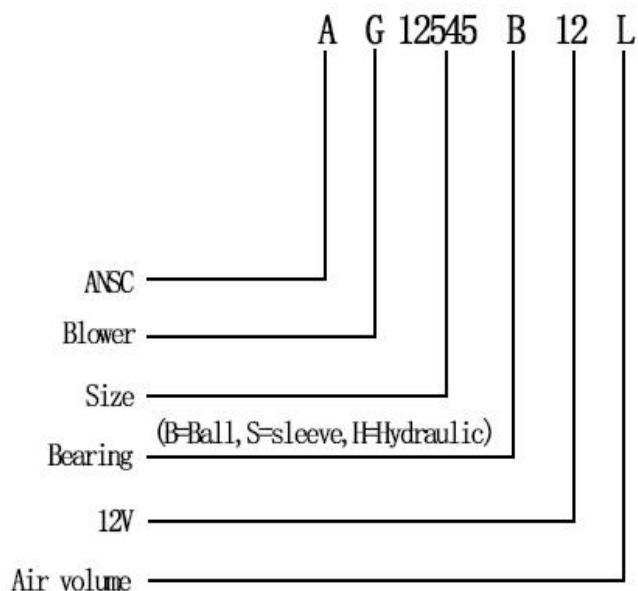 A G 12545 B 12 L
ANSC
Blower
Size
(B=Ball, S=sleeve, H=Hydraulic)
Bearing
12V
Air volume